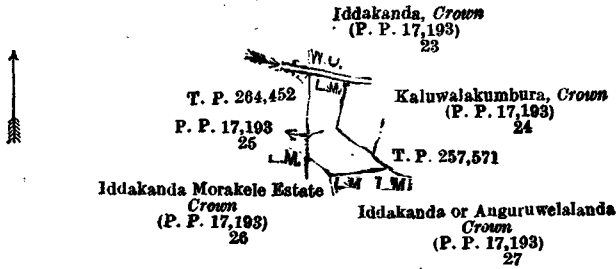 Iddakanda, Crown
(P. P. 17,193)
23
W.C.
L.M.
T. P. 264,452
Kaluwalakumbura, Crown
(P. P. 17,193)
24
P. P. 17,193
25
L.M.
T. P. 257,571
L.M
L.M
Iddakanda Morakele Estate
Crown
(P. P. 17,193)
26
Iddakanda or Anguruwelalanda
Crown
(P. P. 17,193)
27